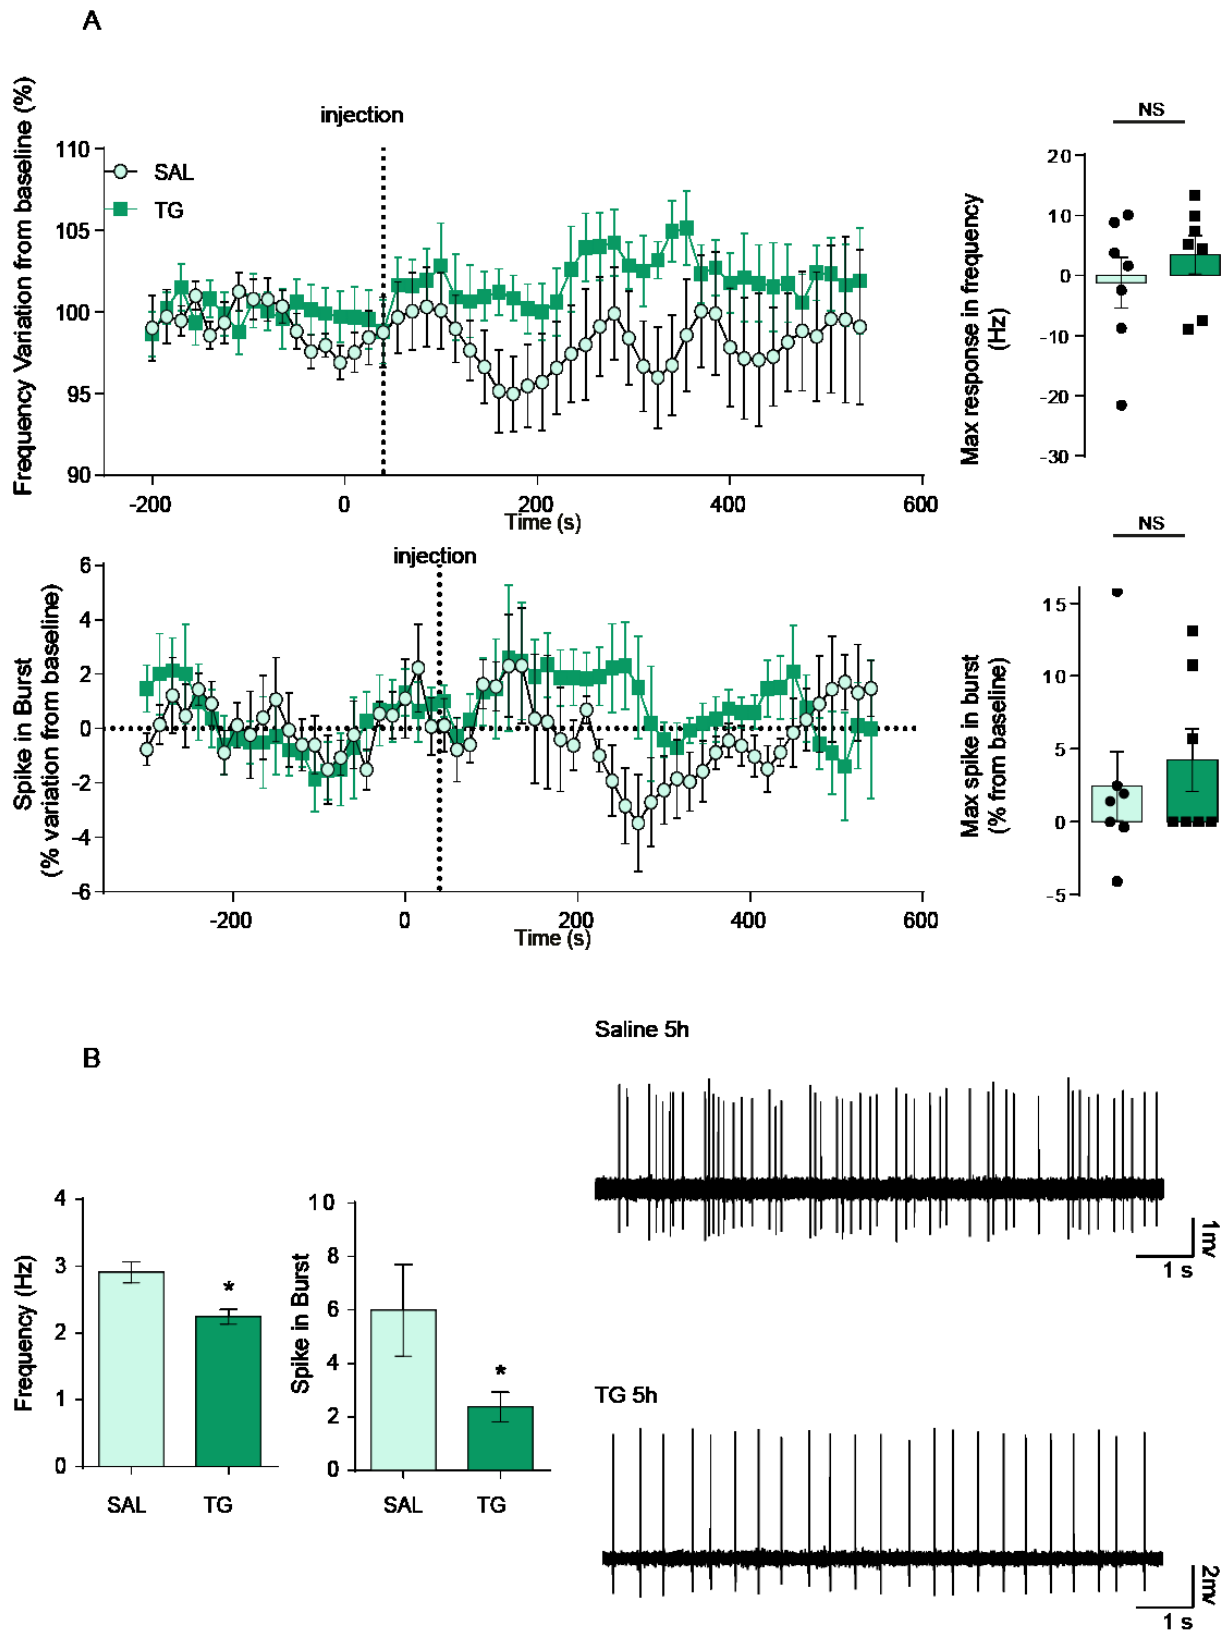 A
injection
NS
Frequency Variation from baseline (%)
110
105
100
95
90
SAL
TG
-200
0
200
400
600
Time (s)
Max response in frequency
(Hz)
20
10
0
-10
-20
-30
injection
NS
Spike in Burst
(% variation from baseline)
6
4
2
0
-2
-4
-6
-200
0
200
400
600
Time (s)
Max spike in burst
(% from baseline)
15
10
5
0
-5
B
Saline 5h
1mv
1 s
Frequency (Hz)
4
3
2
1
0
*
SAL
TG
Spike in Burst
10
8
6
4
2
0
*
SAL
TG
TG 5h
2mv
1 s